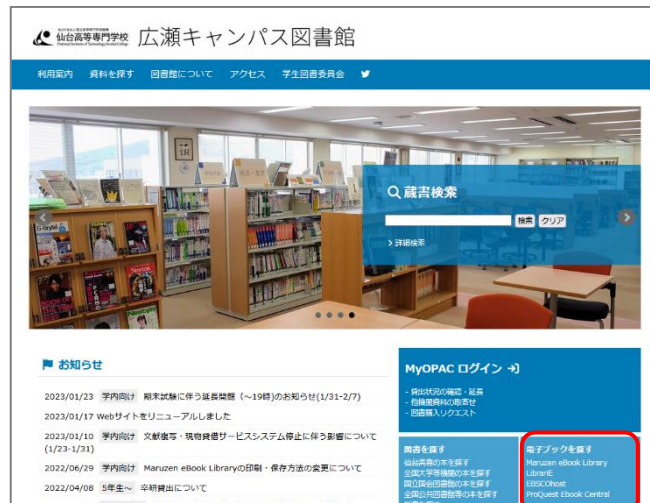 仙台高等専門学校 広瀬キャンパス図書館
利用案内 資料を探す 図書館について アクセス 学生図書委員会
蔵書検索
検索 クリア
詳細検索
お知らせ
2023/01/23 学内向け 期末試験に伴う延長開館(~19時)のお知らせ(1/31-2/7)
2023/01/17 Webサイトをリニューアルしました
2023/01/10 学内向け 文献複写・現物貸借サービスシステム停止に伴う影響について
(1/23-1/31)
2022/06/29 学内向け Maruzen eBook Libraryの印刷・保存方法の変更について
2022/04/08 5年生~ 卒研貸出について
MyOPAC ログイン
- 貸出状況の確認・延長
- 他機関資料の取寄せ
- 図書購入リクエスト
図書を探す
仙台高専の本を探す
全国大学等機関の本を探す
国立国会図書館の本を探す
全国公共図書館等の本を探す
電子ブックを探す
Maruzen eBook Library
LibrariE
EBSCOhost
ProQuest Ebook Central